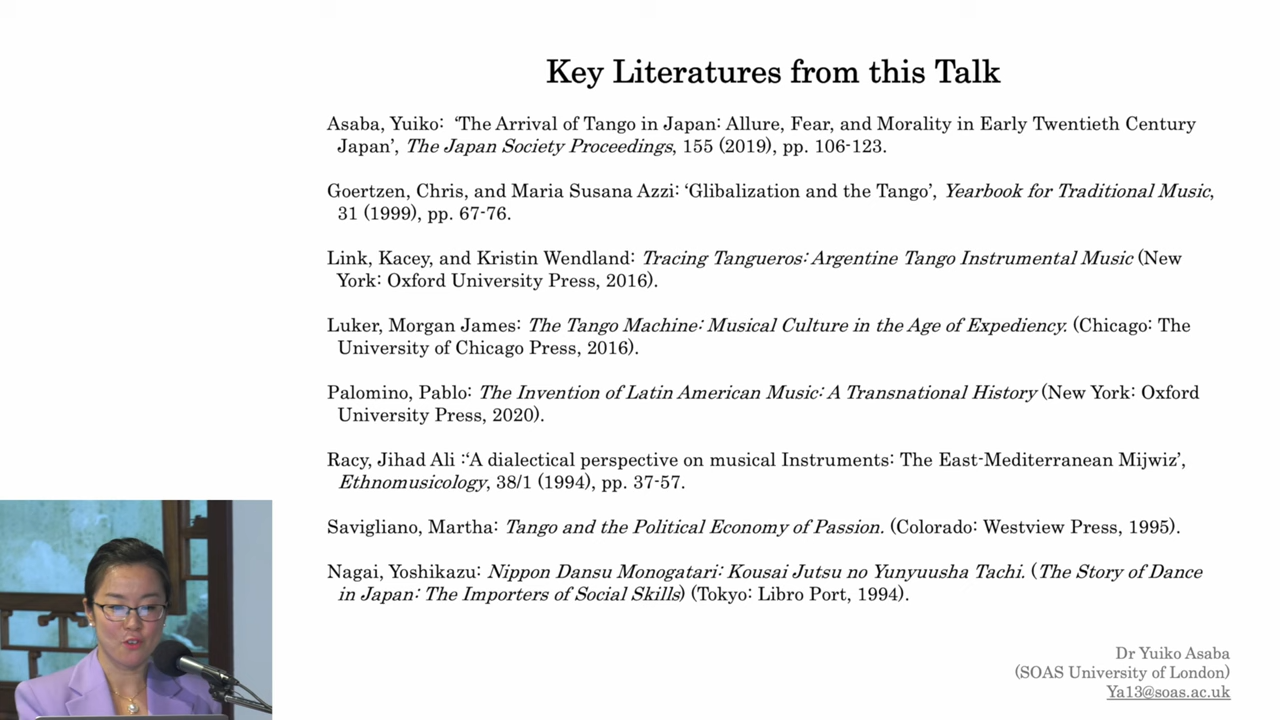 Key Literatures from this Talk
Asaba, Yuiko: ‘The Arrival of Tango in Japan: Allure, Fear, and Morality in Early Twentieth Century
Japan’, The Japan Society Proceedings, 155 (2019), pp. 106-123.
Goertzen, Chris, and Maria Susana Azzi: ‘Glibalization and the Tango’, Yearbook for Traditional Music,
31 (1999), pp. 67-76.
Link, Kacey, and Kristin Wendland: Tracing Tangueros: Argentine Tango Instrumental Music (New
York: Oxford University Press, 2016).
Luker, Morgan James: The Tango Machine: Musical Culture in the Age of Expediency. (Chicago: The
University of Chicago Press, 2016).
Palomino, Pablo: The Invention of Latin American Music: A Transnational History (New York: Oxford
University Press, 2020).
Racy, Jihad Ali :‘A dialectical perspective on musical Instruments: The East-Mediterranean Mijwiz’,
Ethnomusicology, 38/1 (1994), pp. 37-57.
Savigliano, Martha: Tango and the Political Economy of Passion. (Colorado: Westview Press, 1995).
Nagai, Yoshikazu: Nippon Dansu Monogatari: Kousai Jutsu no Yunyuusha Tachi. (The Story of Dance
in Japan: The Importers of Social Skills) (Tokyo: Libro Port, 1994).
Dr Yuiko Asaba
(SOAS University of London)
Ya13@soas.ac.uk